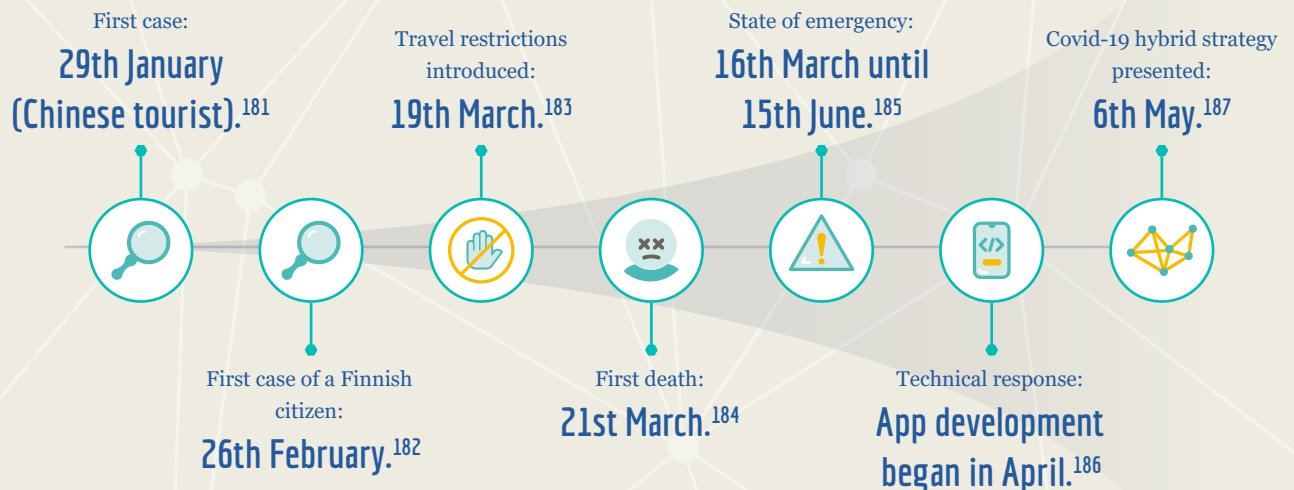 First case:
29th January
(Chinese tourist).181
First case of a Finnish
citizen:
26th February.182
Travel restrictions
introduced:
19th March.183
First death:
21st March.184
State of emergency:
16th March until
15th June.185
</>
Technical response:
App development
began in April.186
Covid-19 hybrid strategy
presented:
6th May.187